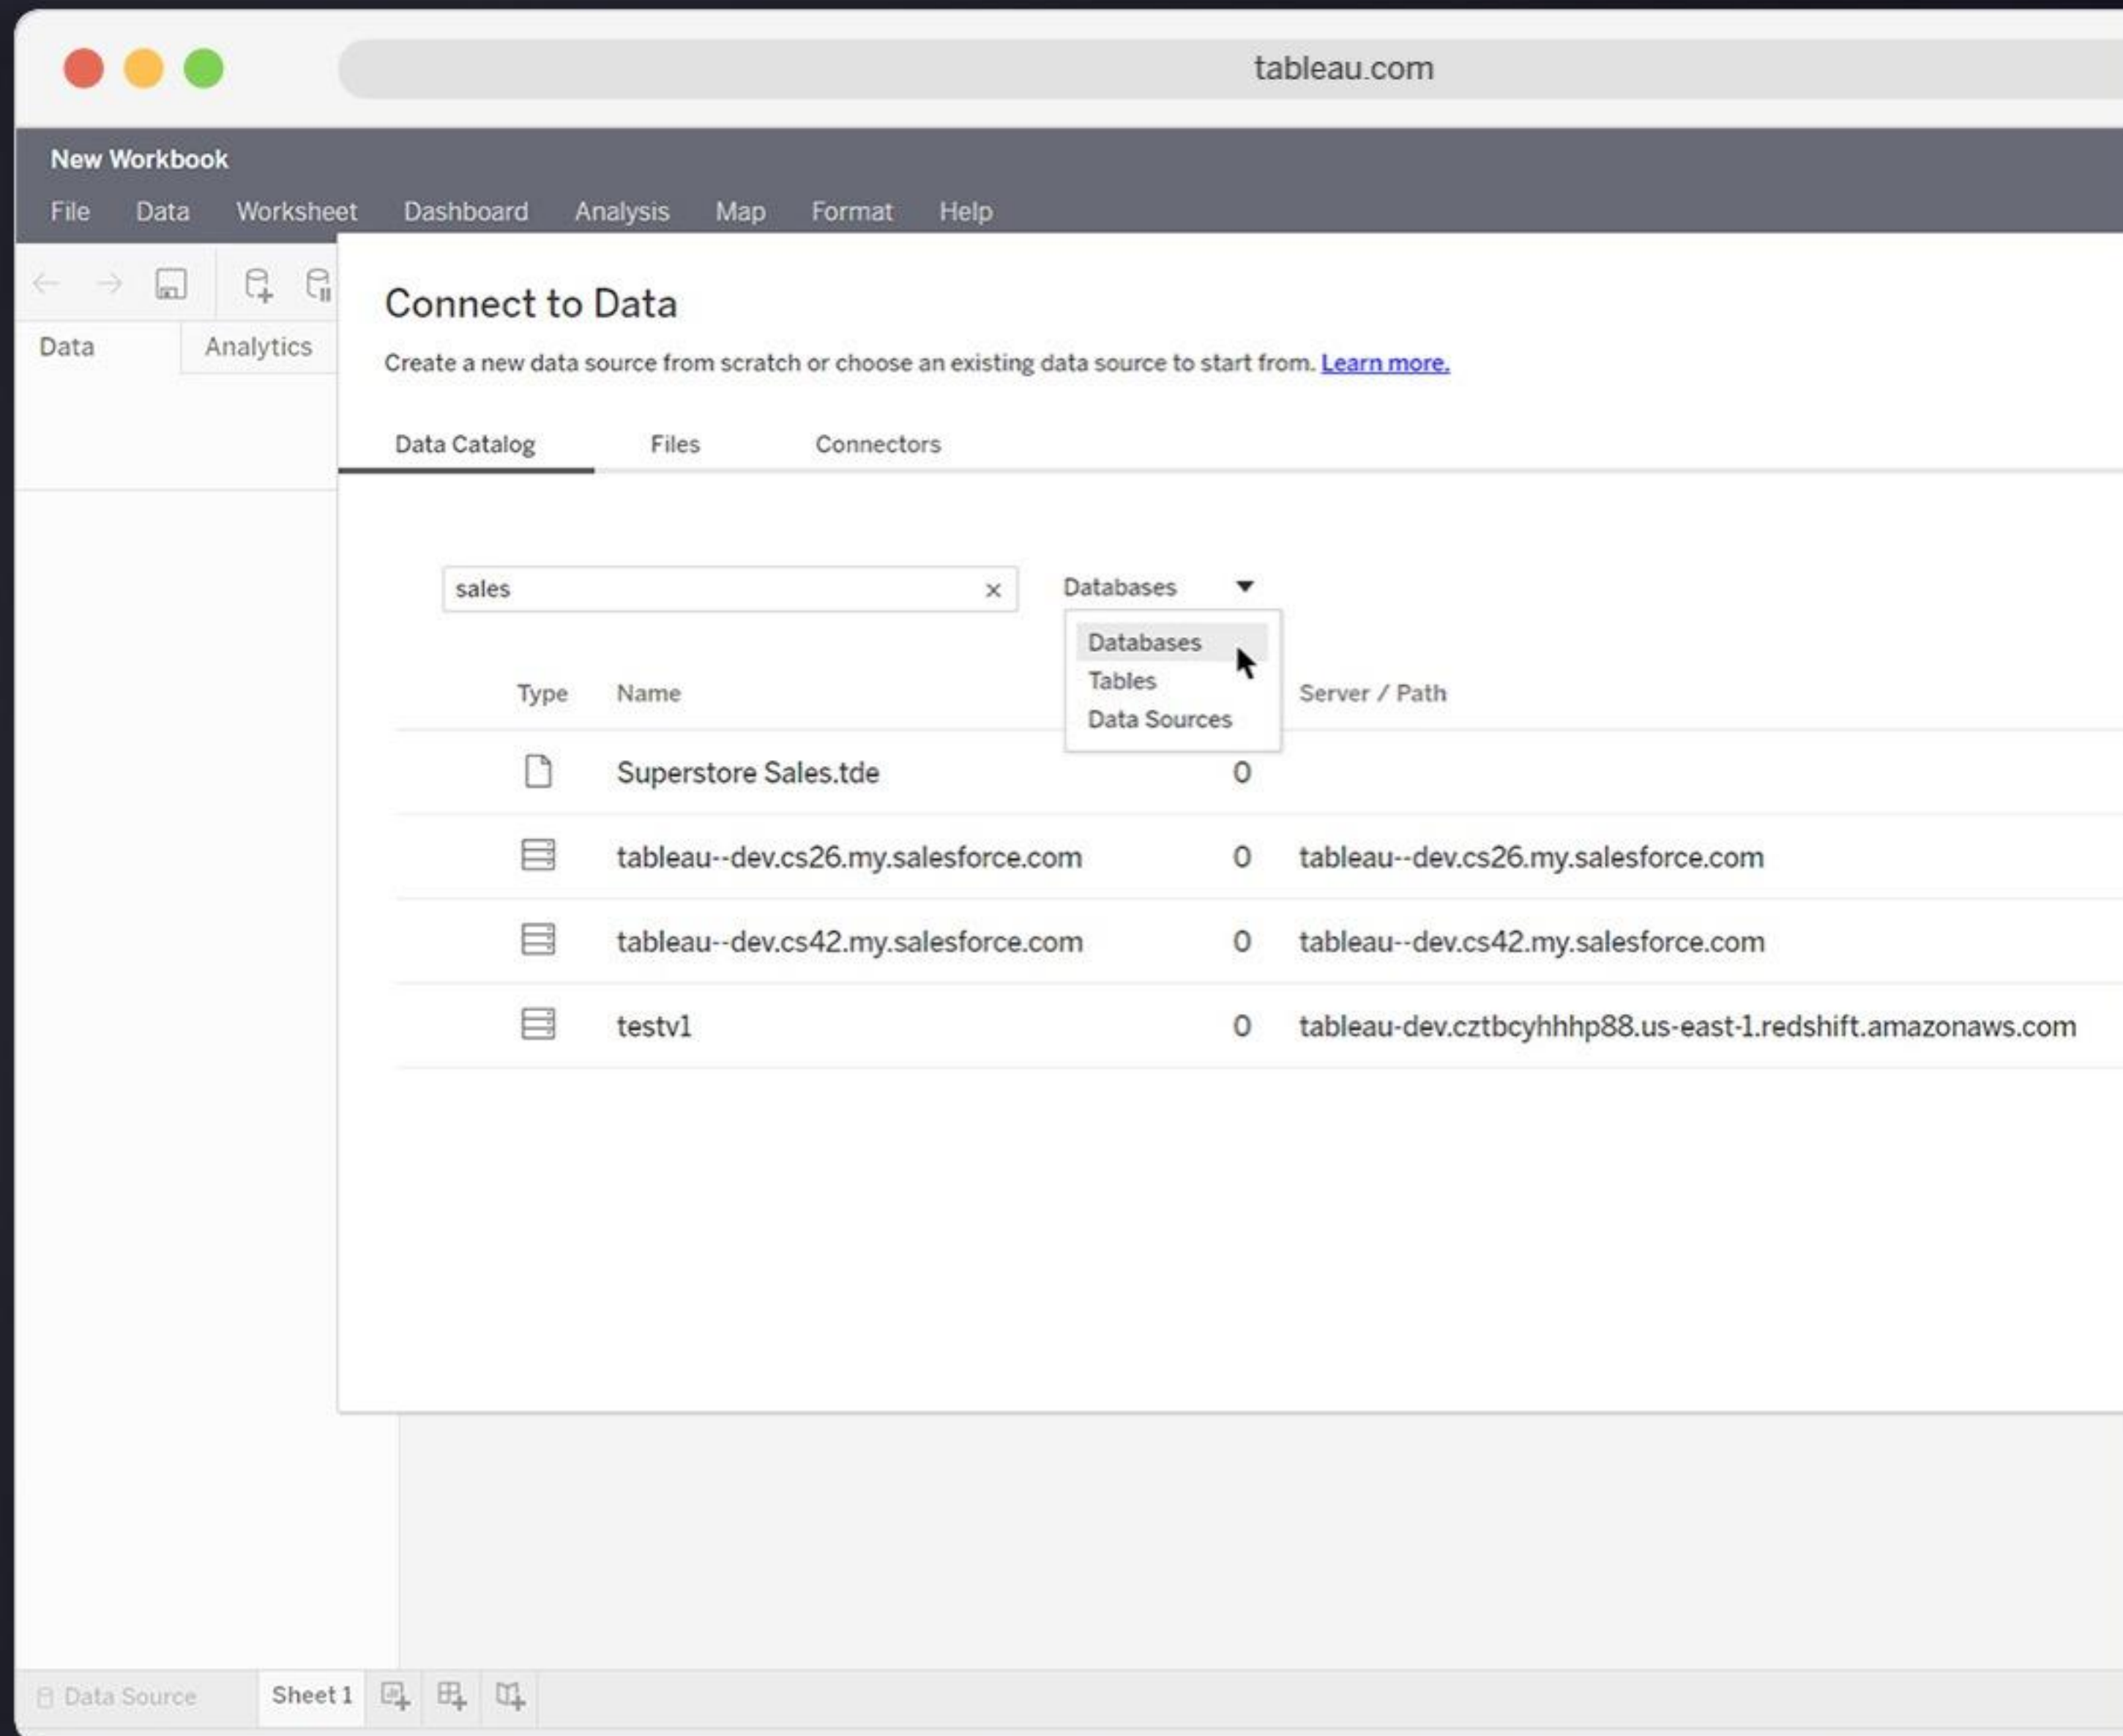 tableau.com
New Workbook
File Data Worksheet Dashboard Analysis Map Format Help
Connect to Data
Data Analytics
Create a new data source from scratch or choose an existing data source to start from. Learn more.
Data Catalog Files Connectors
sales × Databases
Databases
Tables
Data Sources
Type Name Server / Path
Superstore Sales.tde 0
tableau--dev.cs26.my.salesforce.com 0 tableau--dev.cs26.my.salesforce.com
tableau--dev.cs42.my.salesforce.com 0 tableau--dev.cs42.my.salesforce.com
testv1 0 tableau-dev.cztbcyhhhp88.us-east-1.redshift.amazonaws.com
Data Source Sheet 1